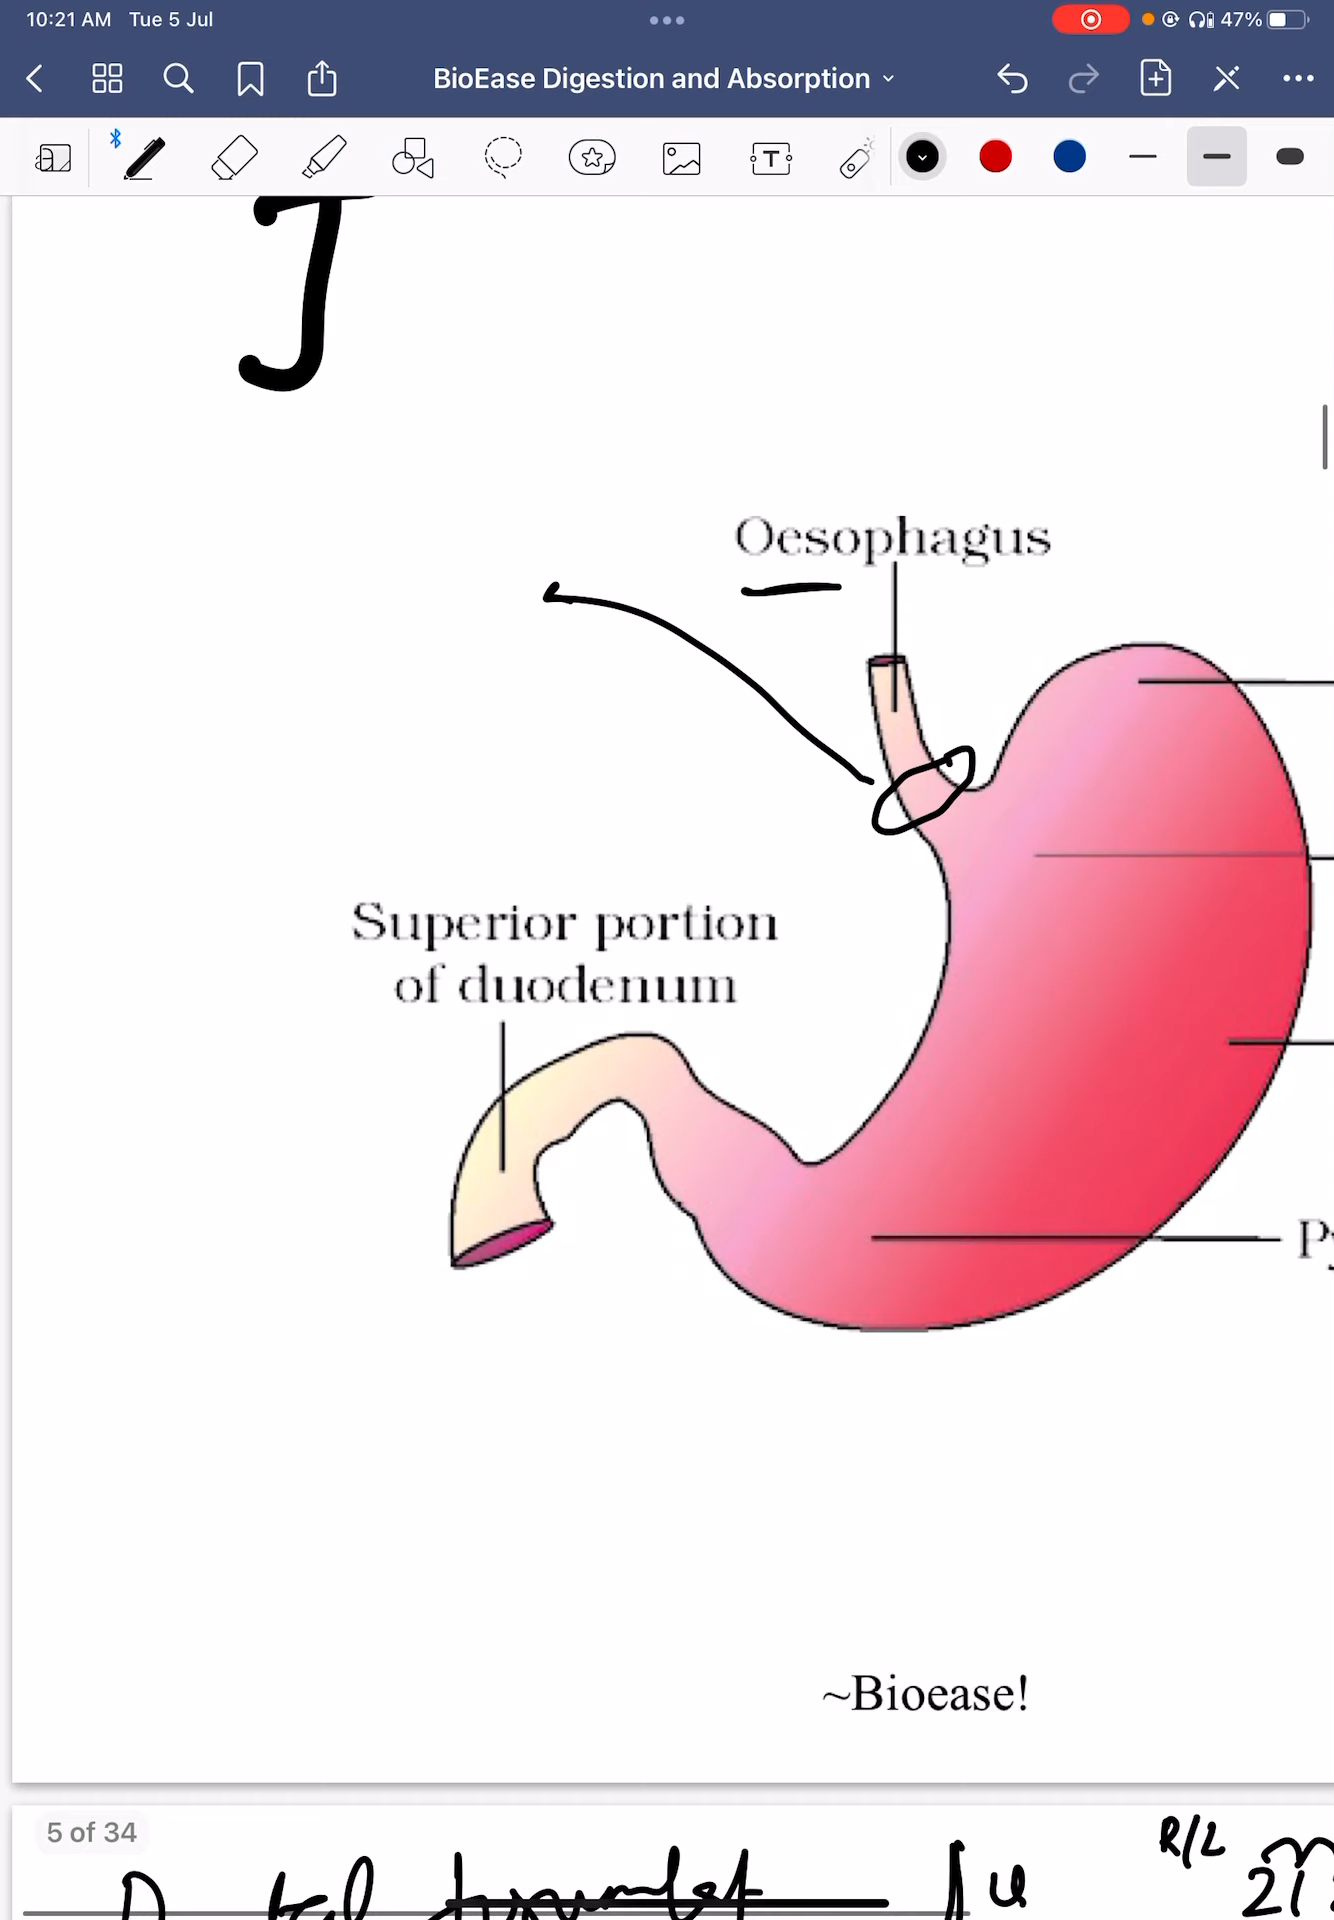 10:21 AM Tue 5 Jul
47%
BioEase Digestion and Absorption
J
Oesophagus
Superior portion
of duodenum
Py
~Bioease!
5 of 34
R/L